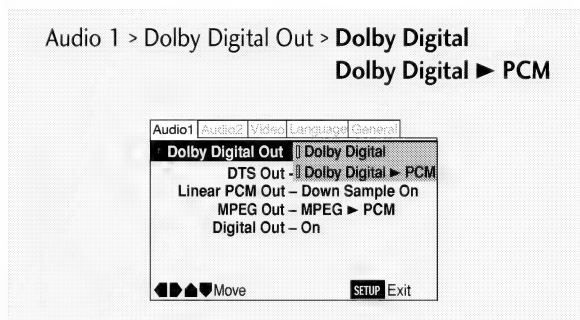 Audio 1 > Dolby Digital Out > Dolby Digital
Dolby Digital ► PCM
Audio1 Audio2 Video Language General
Dolby Digital Out ▯ Dolby Digital
DTS Out - ▯ Dolby Digital ► PCM
Linear PCM Out – Down Sample On
MPEG Out – MPEG ► PCM
Digital Out – On
◀▶▲▼Move SETUP Exit